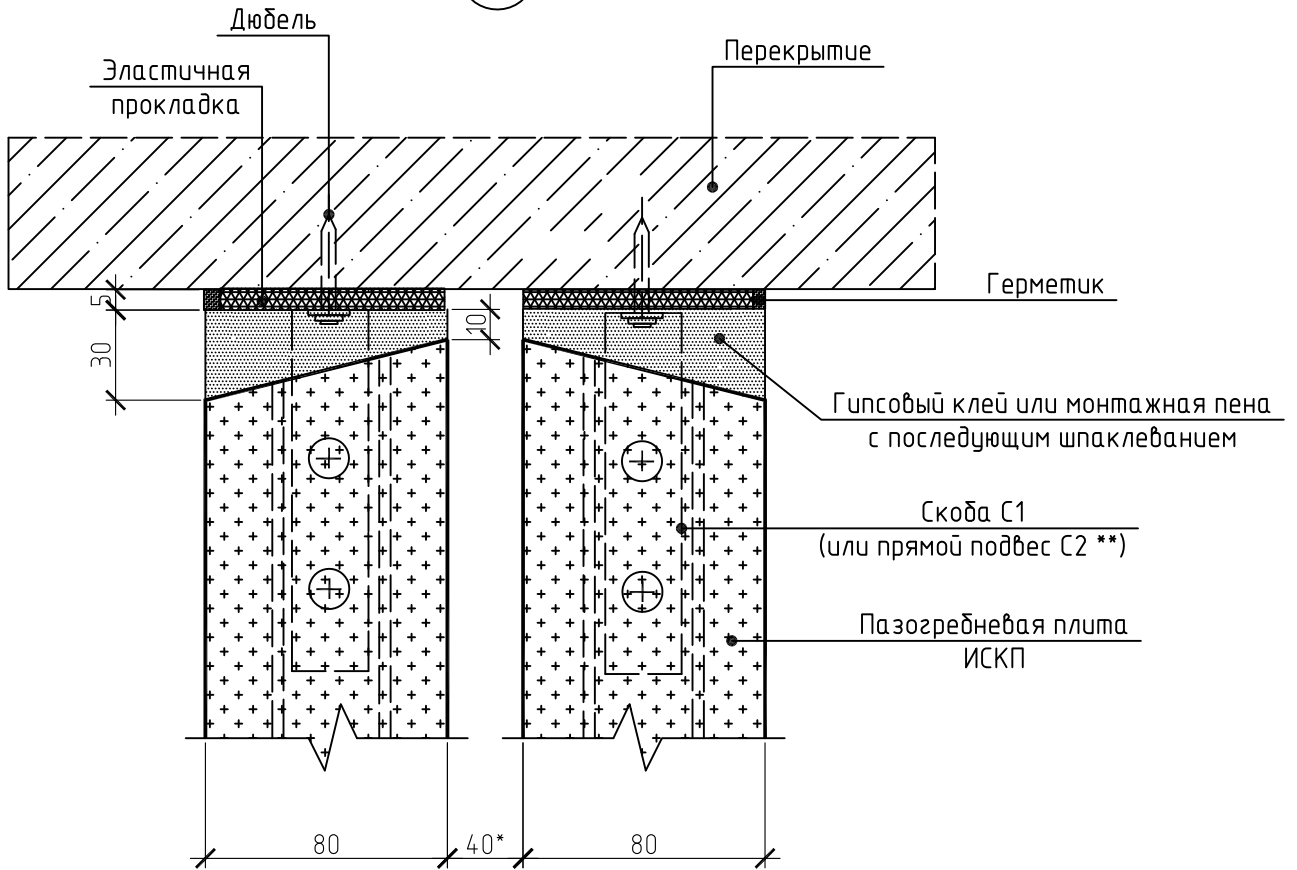 Дюбель
Перекрытие
Эластичная
прокладка
5
10
30
Герметик
Гипсовый клей или монтажная пена
с последующим шпаклеванием
Скоба С1
(или прямой подвес С2 **)
Пазогребневая плита
ИСКП
80
40*
80